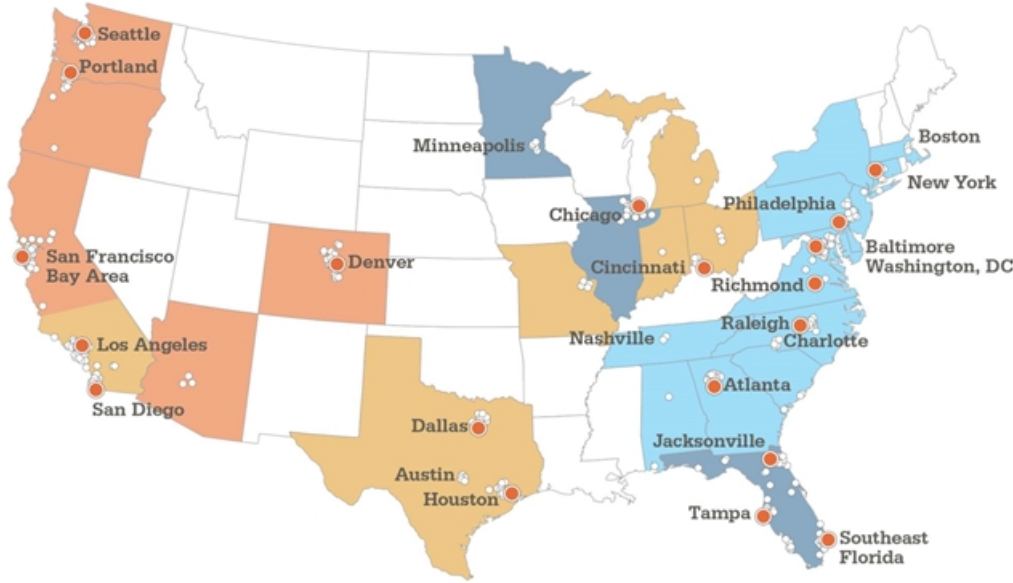 Seattle
Portland
Minneapolis
Boston
New York
Philadelphia
Chicago
Baltimore
Washington, DC
San Francisco
Bay Area
Denver
Cincinnati
Richmond
Raleigh
Nashville
Charlotte
Los Angeles
Atlanta
San Diego
Dallas
Jacksonville
Austin
Houston
Tampa
Southeast
Florida